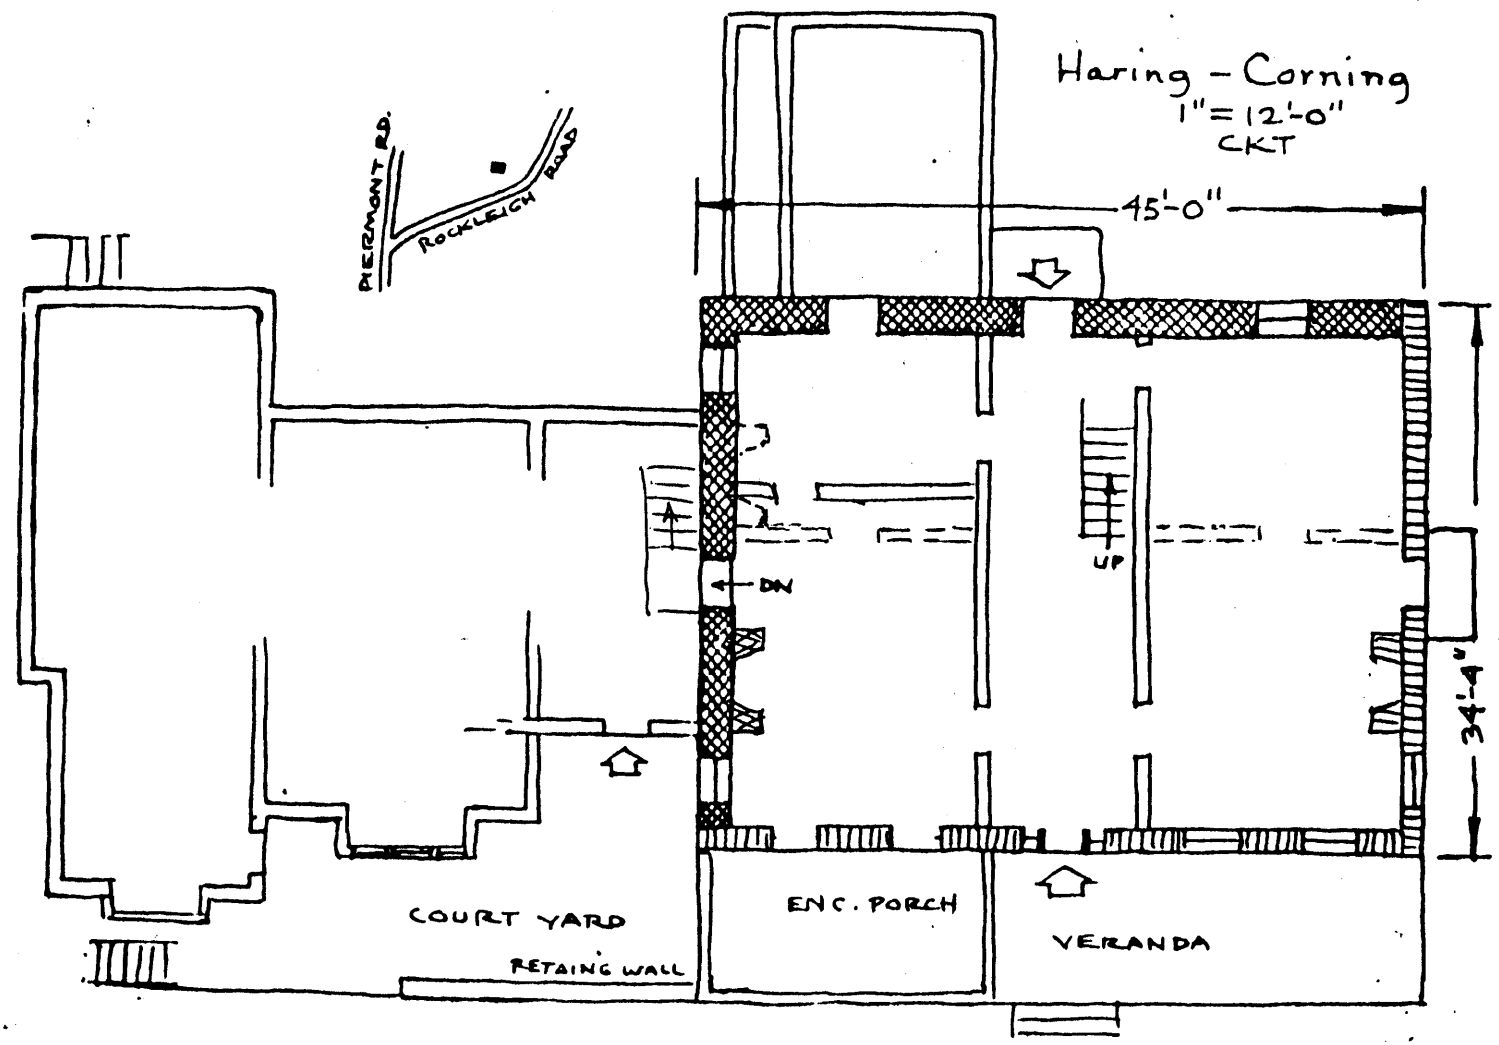 Haring - Corning
1"= 12'-0"
CKT
PIERMONT RD.
ROCKLEIGH ROAD
45'-0"
DN
UP
34'-4"
ENC. PORCH
COURT YARD
VERANDA
RETAING WALL